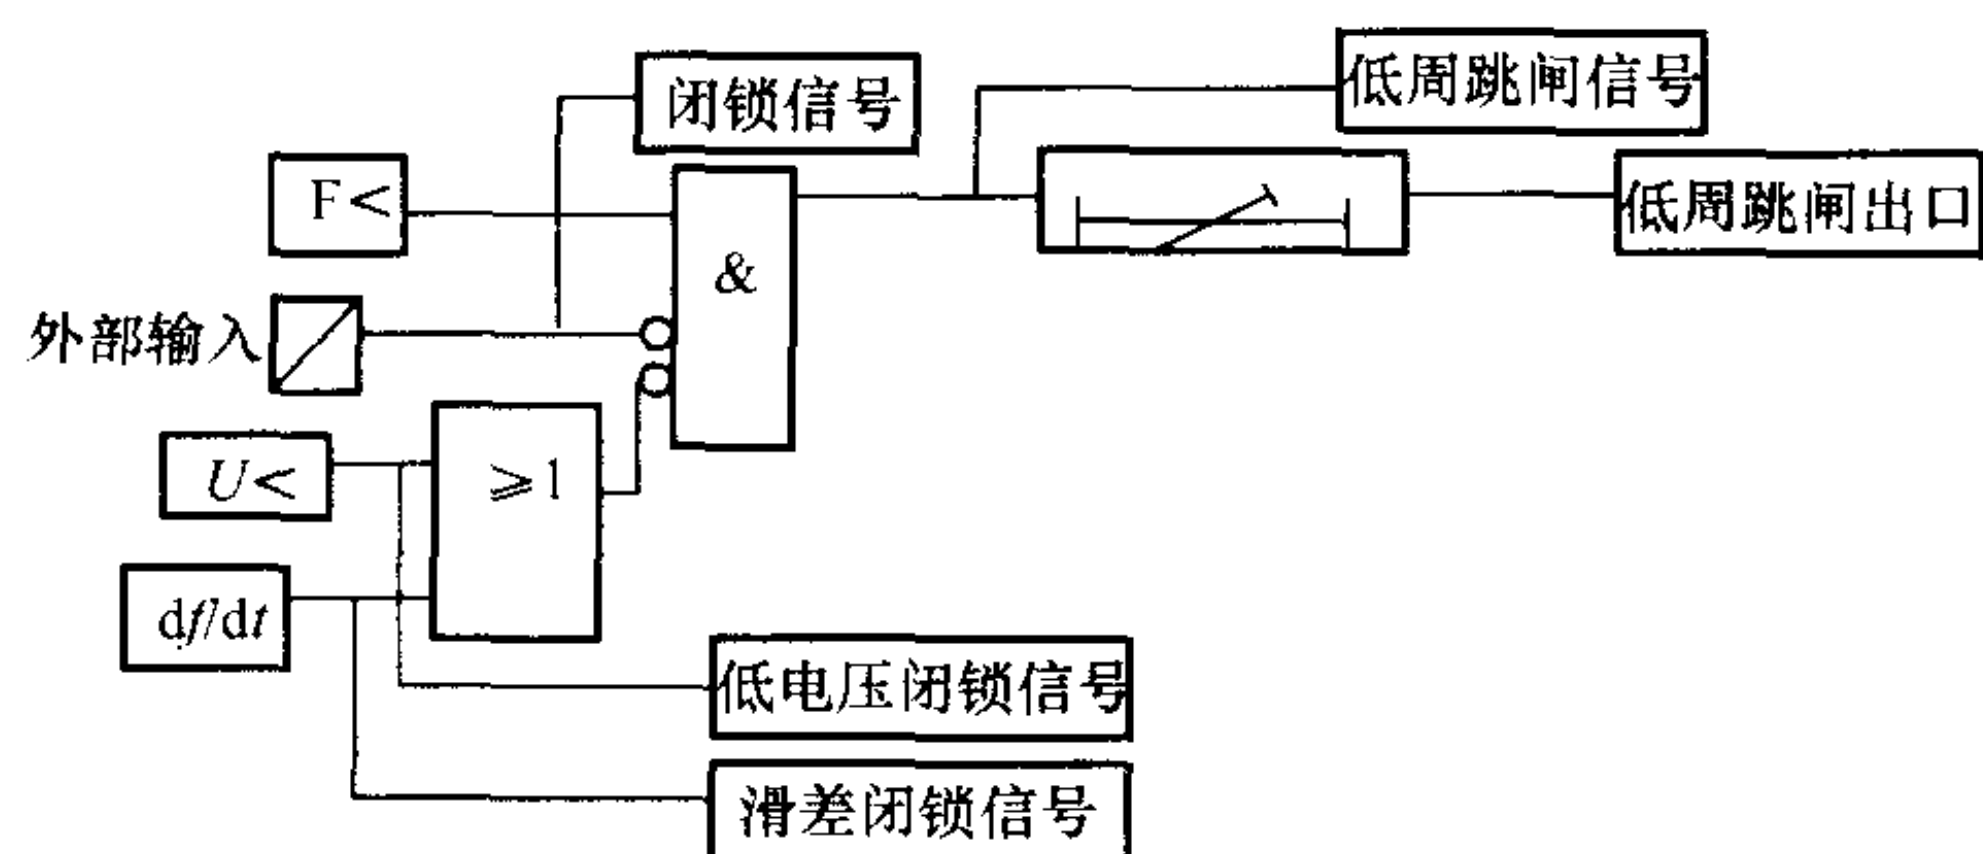 低周跳闸信号
闭锁信号
F<
低周跳闸出口
&
外部输入
U<
≥1
df/dt
低电压闭锁信号
滑差闭锁信号